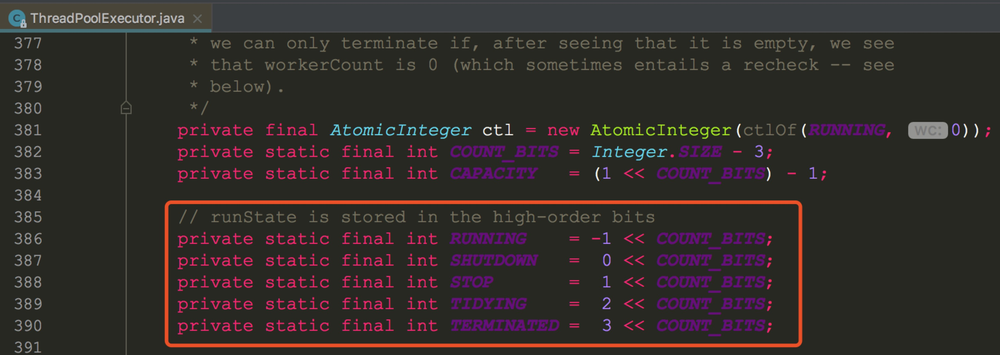 ThreadPoolExecutor.java
377 * we can only terminate if, after seeing that it is empty, we see
378 * that workerCount is 0 (which sometimes entails a recheck -- see
379 * below).
380 */
381 private final AtomicInteger ctl = new AtomicInteger(ctlOf(RUNNING, wc: 0));
382 private static final int COUNT_BITS = Integer.SIZE - 3;
383 private static final int CAPACITY   = (1 << COUNT_BITS) - 1;
384
385 // runState is stored in the high-order bits
386 private static final int RUNNING    = -1 << COUNT_BITS;
387 private static final int SHUTDOWN   =  0 << COUNT_BITS;
388 private static final int STOP       =  1 << COUNT_BITS;
389 private static final int TIDYING    =  2 << COUNT_BITS;
390 private static final int TERMINATED =  3 << COUNT_BITS;
391